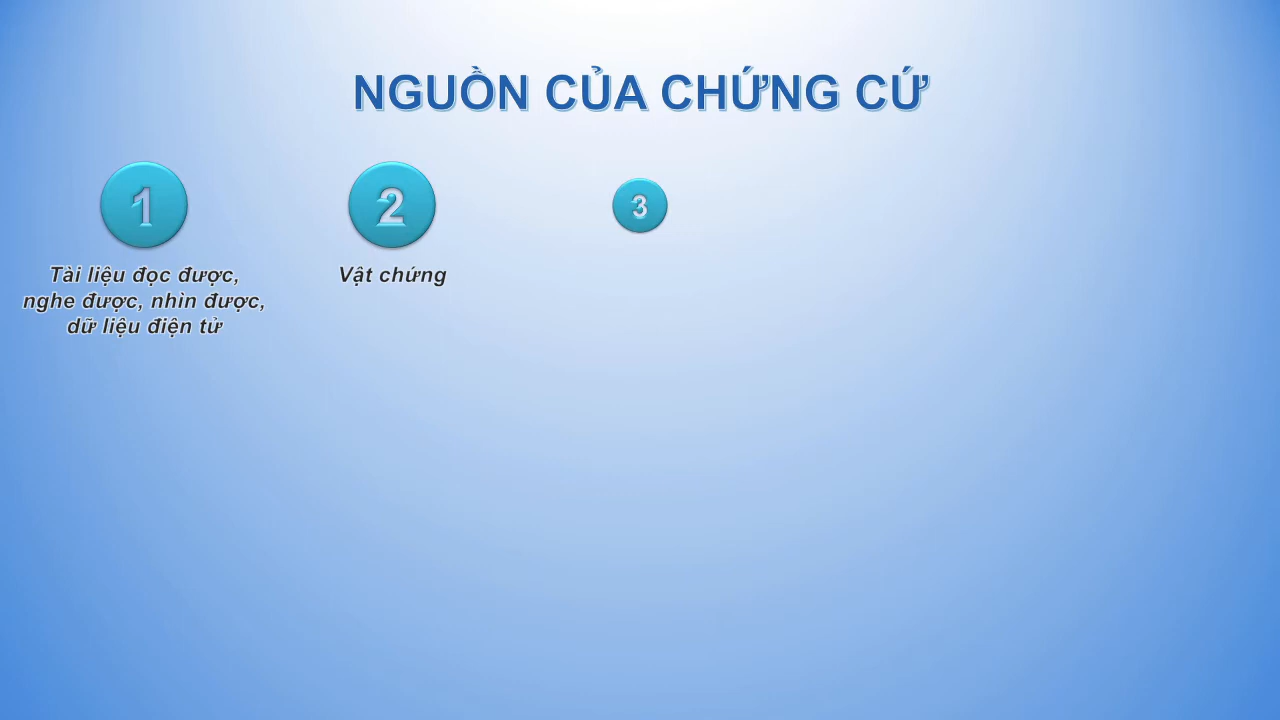 NGUỒN CỦA CHỨNG CỨ
1
Tài liệu đọc được,
nghe được, nhìn được,
dữ liệu điện tử
2
Vật chứng
3